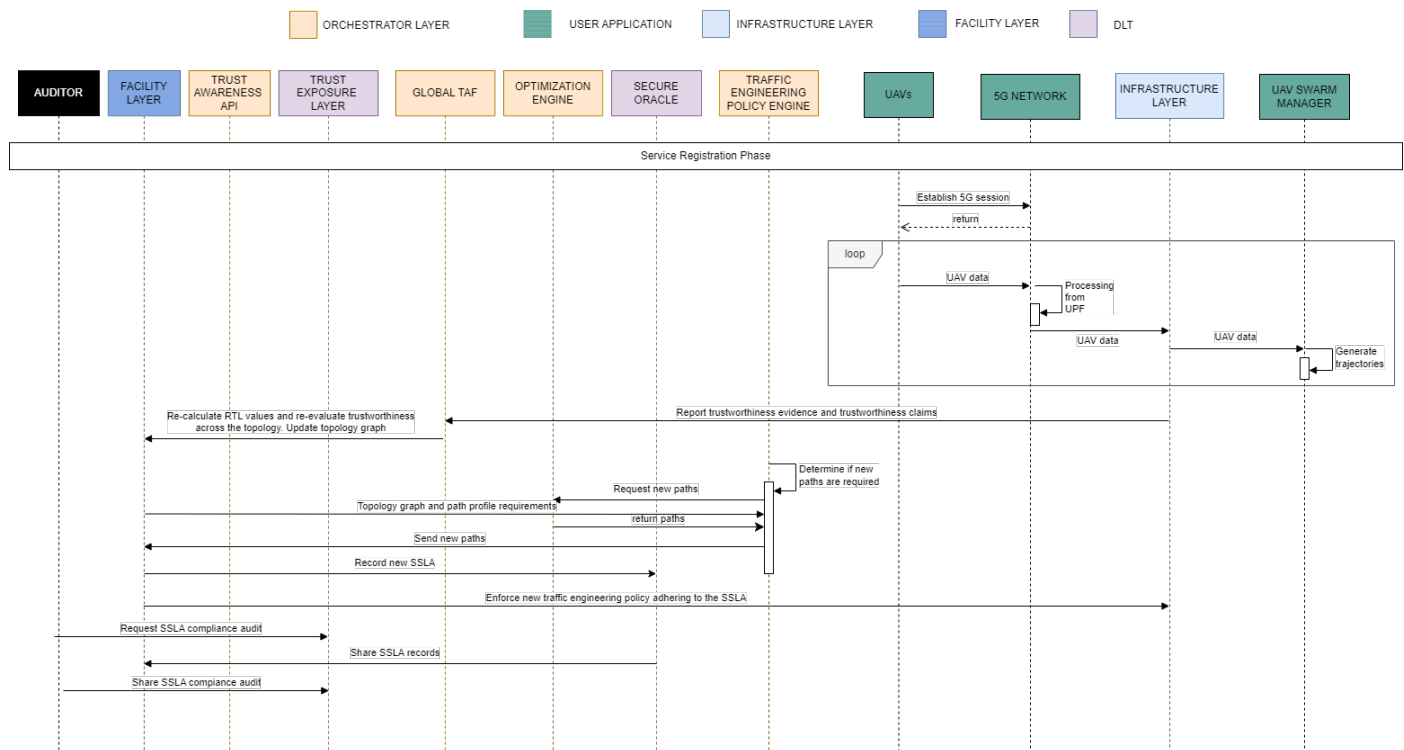 ORCHESTRATOR LAYER
USER APPLICATION
INFRASTRUCTURE LAYER
FACILITY LAYER
DLT
AUDITOR
FACILITY
LAYER
TRUST
AWARENESS
API
TRUST
EXPOSURE
LAYER
GLOBAL TAF
OPTIMIZATION
ENGINE
SECURE
ORACLE
TRAFFIC
ENGINEERING
POLICY ENGINE
UAVs
5G NETWORK
INFRASTRUCTURE
LAYER
UAV SWARM
MANAGER
Service Registration Phase
Establish 5G session
return
loop
UAV data
Processing
from
UPF
UAV data
UAV data
Generate
trajectories
Re-calculate RTL values and re-evaluate trustworthiness
across the topology. Update topology graph
Report trustworthiness evidence and trustworthiness claims
Determine if new
paths are required
Request new paths
Topology graph and path profile requirements
return paths
Send new paths
Record new SSLA
Enforce new traffic engineering policy adhering to the SSLA
Request SSLA compliance audit
Share SSLA records
Share SSLA compiance audit